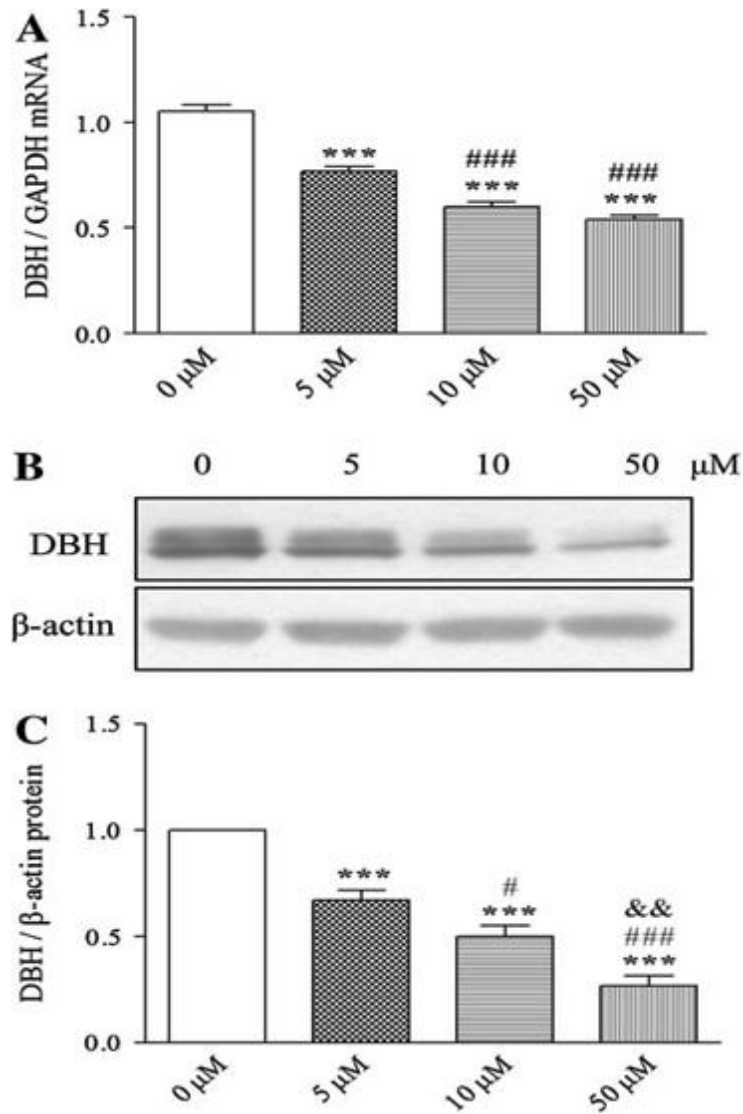 A
DBH / GAPDH mRNA
1.5
1.0
0.5
0.0
***
###
***
###
***
0 µM
5 µM
10 µM
50 µM
B
0 5 10 50 µM
DBH
β-actin
C
DBH / β-actin protein
1.5
1.0
0.5
0.0
***
#
***
&&
###
***
0 µM
5 µM
10 µM
50 µM